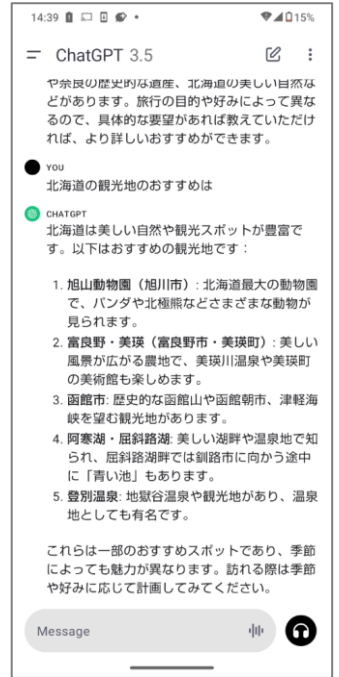 14:39
15%
ChatGPT 3.5
や奈良の歴史的な遺産、北海道の美しい自然な
どがあります。旅行の目的や好みによって異な
るので、具体的な要望があれば教えていただけ
れば、より詳しいおすすめができます。
YOU
北海道の観光地のおすすめは
CHATGPT
北海道は美しい自然や観光スポットが豊富で
す。以下はおすすめの観光地です：
1. 旭山動物園（旭川市）: 北海道最大の動物園
で、パンダや北極熊などさまざまな動物が
見られます。
2. 富良野・美瑛（富良野市・美瑛町）: 美しい
風景が広がる農地で、美瑛川温泉や美瑛町
の美術館も楽しめます。
3. 函館市: 歴史的な函館山や函館朝市、津軽海
峡を望む観光地があります。
4. 阿寒湖・屈斜路湖: 美しい湖畔や温泉地で知
られ、屈斜路湖畔では釧路市に向かう途中
に「青い池」もあります。
5. 登別温泉: 地獄谷温泉や観光地があり、温泉
地としても有名です。
これらは一部のおすすめスポットであり、季節
によっても魅力が異なります。訪れる際は季節
や好みに応じて計画してみてください。
Message